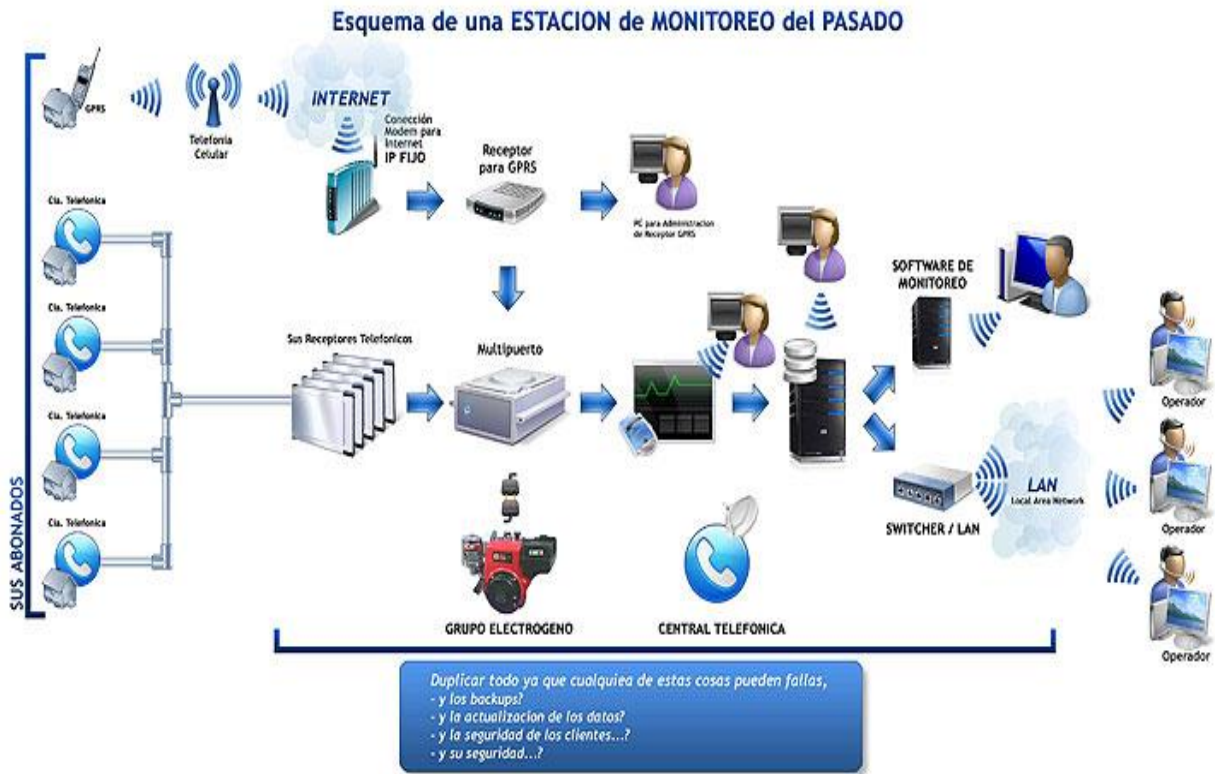 Esquema de una ESTACION de MONITOREO del PASADO
SUS ABONADOS
GPRS
Telefonia
Celular
INTERNET
Conección
Modem para
Internet
IP FIJO
Receptor
para GPRS
PC para Administracion
de Receptor GPRS
Cia. Telefonica
Cia. Telefonica
Cia. Telefonica
Cia. Telefonica
Sus Receptores Telefonicos
Multipuerto
SOFTWARE DE
MONITOREO
SWITCHER / LAN
LAN
Local Area Network
Operador
Operador
Operador
GRUPO ELECTROGENO
CENTRAL TELEFONICA
Duplicar todo ya que cualquiea de estas cosas pueden fallas,
- y los backups?
- y la actualizacion de los datos?
- y la seguridad de los clientes...?
- y su seguridad...?